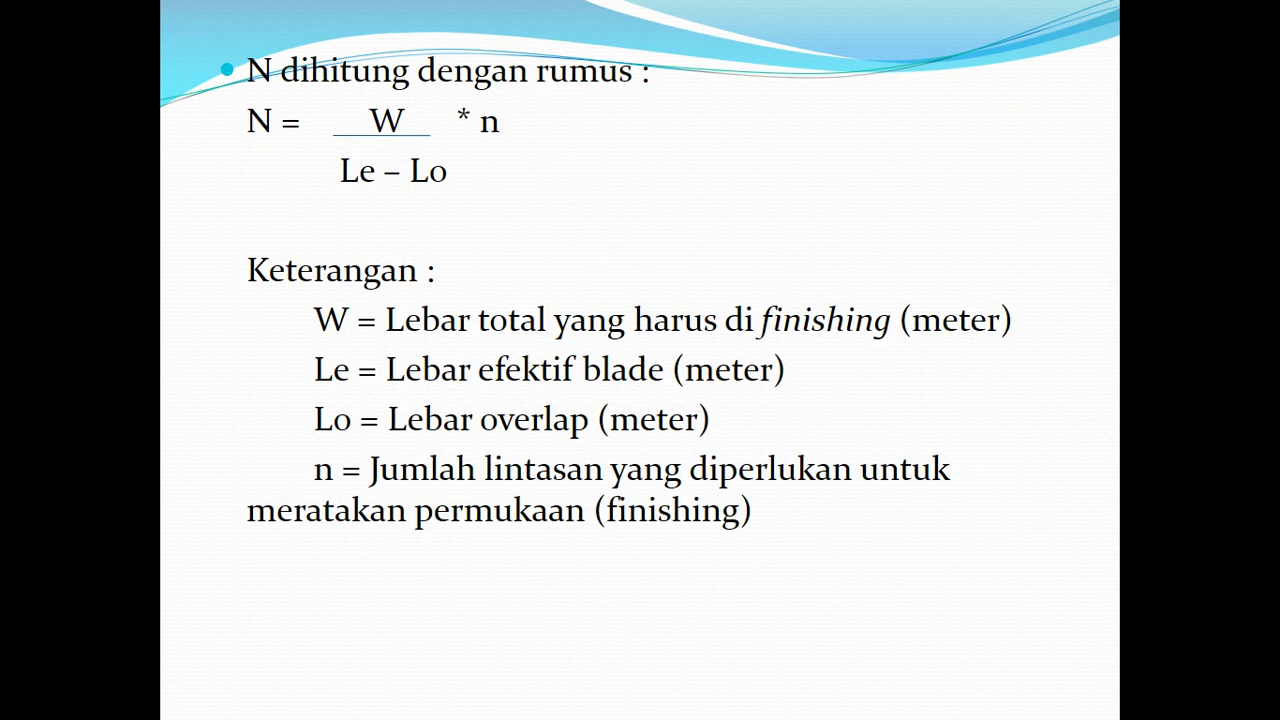 • N dihitung dengan rumus :
N = W * n
Le – Lo
Keterangan :
W = Lebar total yang harus di finishing (meter)
Le = Lebar efektif blade (meter)
Lo = Lebar overlap (meter)
n = Jumlah lintasan yang diperlukan untuk
meratakan permukaan (finishing)